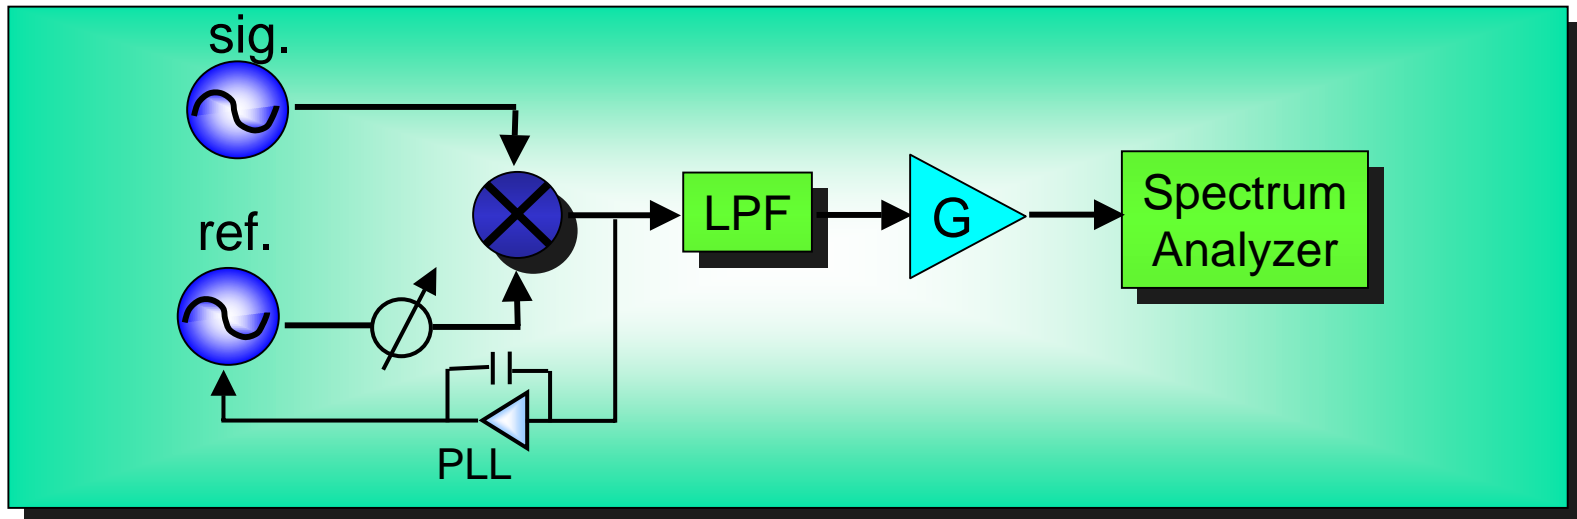 sig.
ref.
LPF
G
Spectrum
Analyzer
PLL